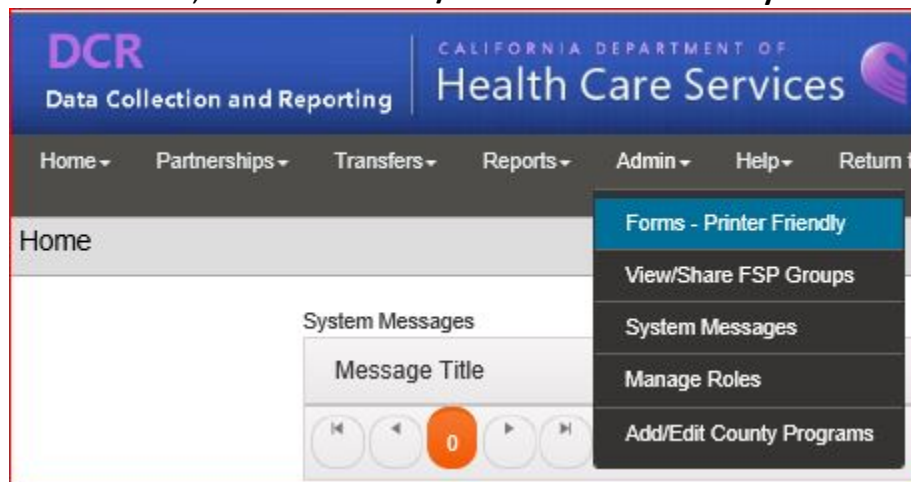 DCR
Data Collection and Reporting
CALIFORNIA DEPARTMENT OF
Health Care Services
Home Partnerships Transfers Reports Admin Help Return
Home
Forms - Printer Friendly
View/Share FSP Groups
System Messages
Manage Roles
Add/Edit County Programs
System Messages
Message Title
0